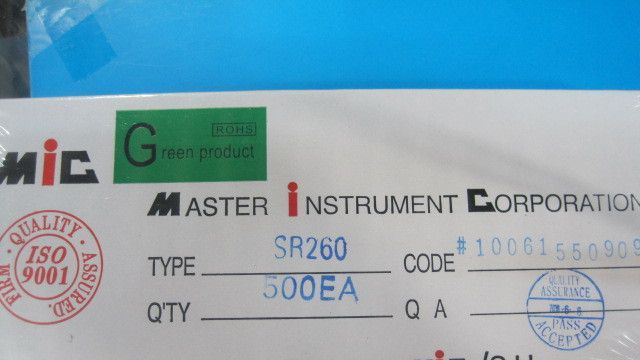 MiC
Green product
ROHS
MASTER iNSTRUMENT CORPORATION
QUALITY
ISO
9001
FIRM
ASSURED.
TYPE SR260 CODE #10061550909
Q'TY 500EA Q A
QUALITY
ASSURANCE
PASS
ACCEPTED